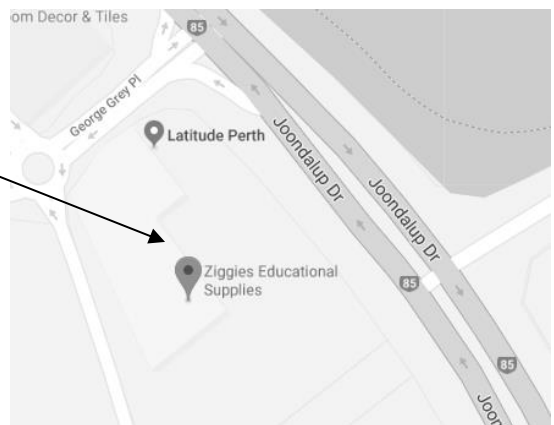 om Decor & Tiles
85
George Grey Pl
Latitude Perth
Joondalup Dr
Joondalup Dr
Ziggies Educational
Supplies
85
85
Joon